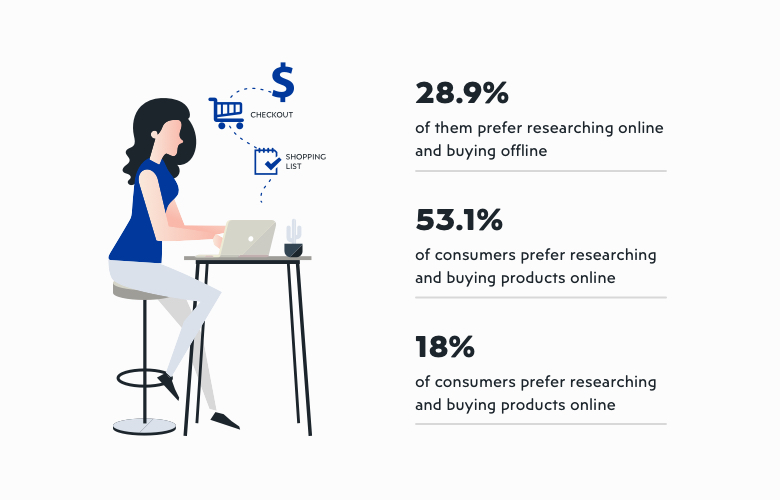 $
CHECKOUT
SHOPPING
LIST
28.9%
of them prefer researching online
and buying offline
53.1%
of consumers prefer researching
and buying products online
18%
of consumers prefer researching
and buying products online